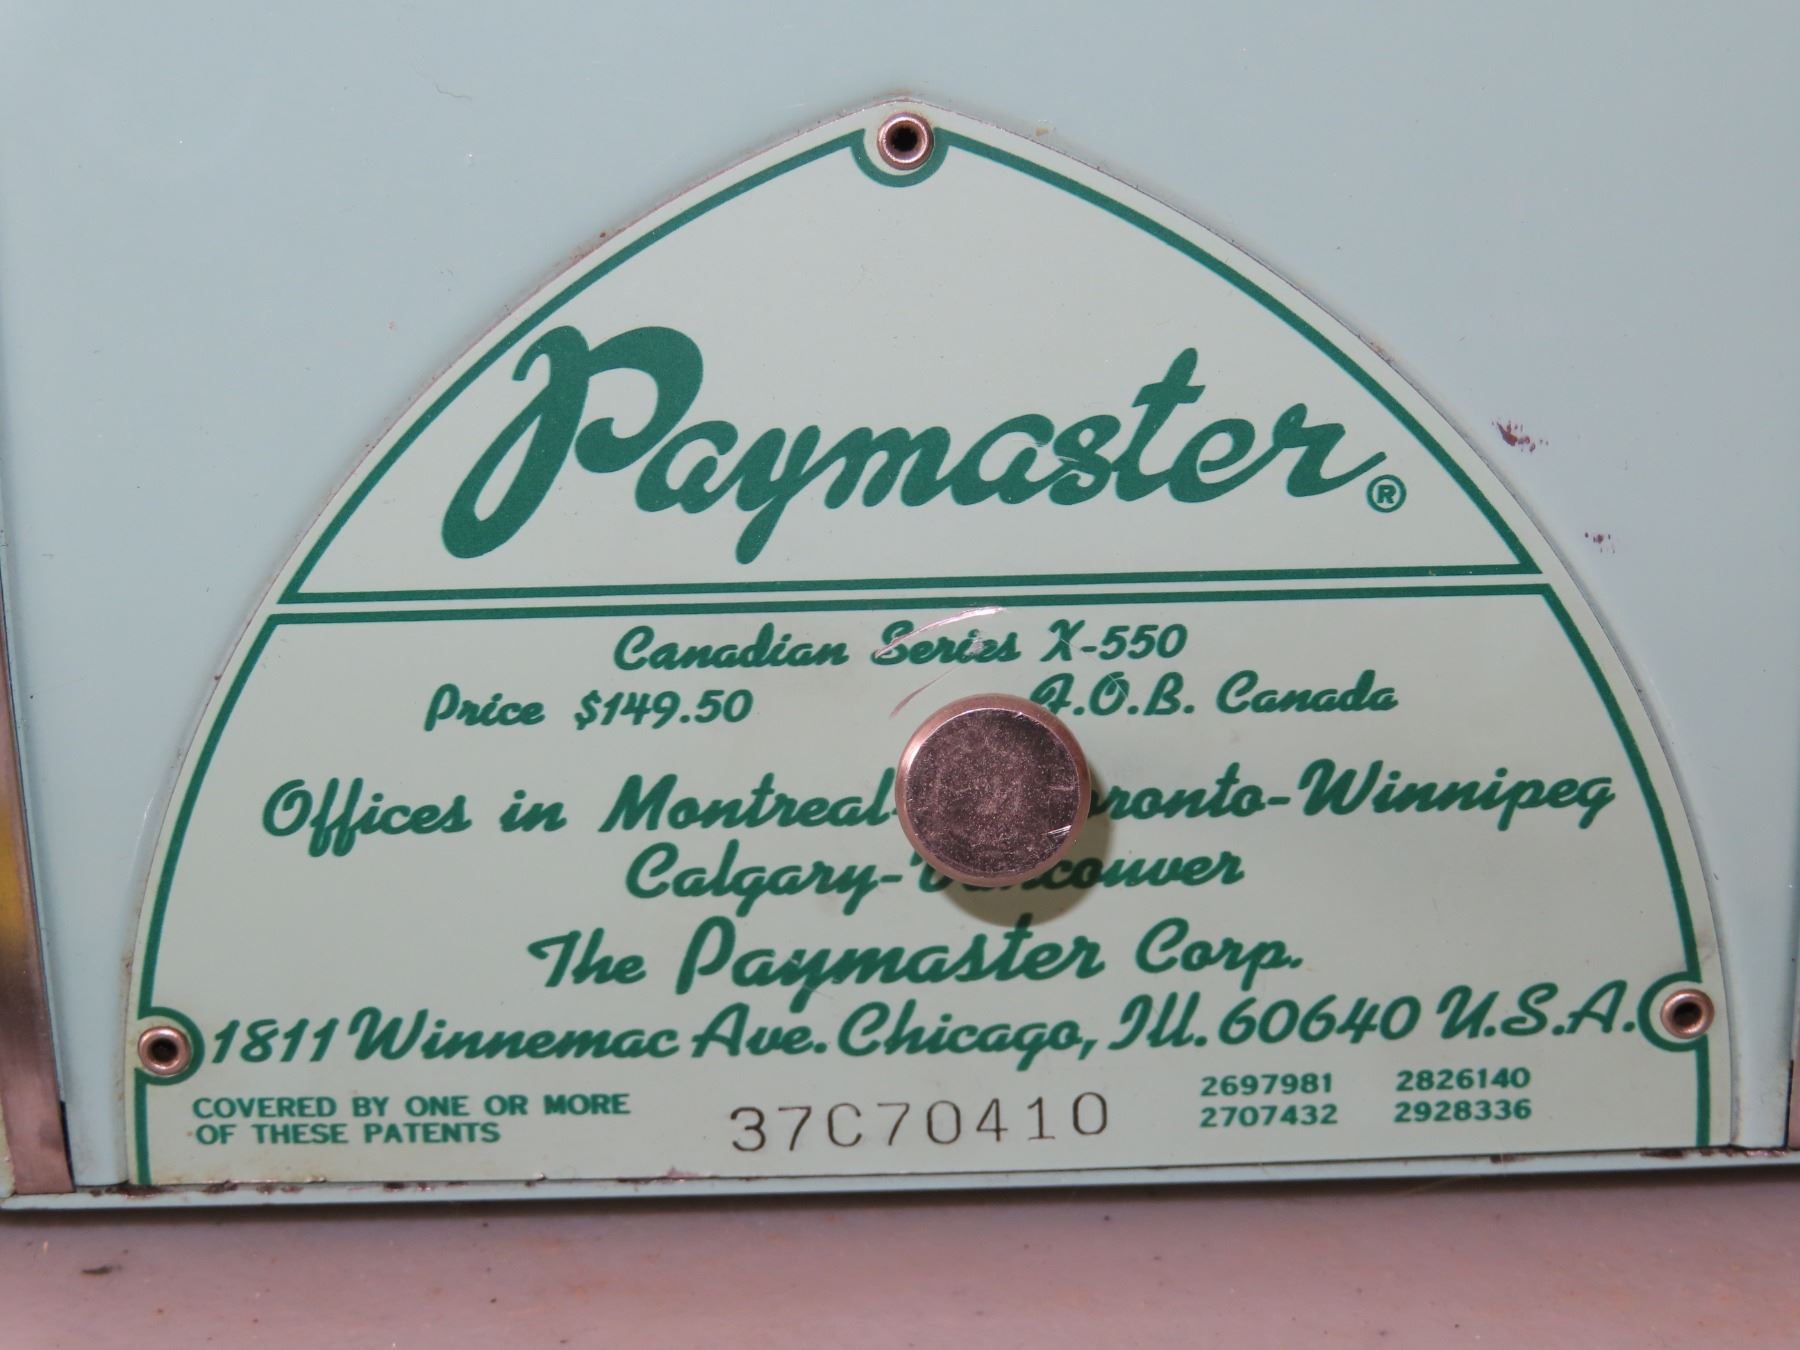 Paymaster®
Canadian Series X-550
Price $149.50 F.O.B. Canada
Offices in Montreal- -Winnipeg
Calgary-
The Paymaster Corp.
1811 Winnemac Ave. Chicago, Ill. 60640 U.S.A.
COVERED BY ONE OR MORE
OF THESE PATENTS
37C70410
2697981 2826140
2707432 2928336